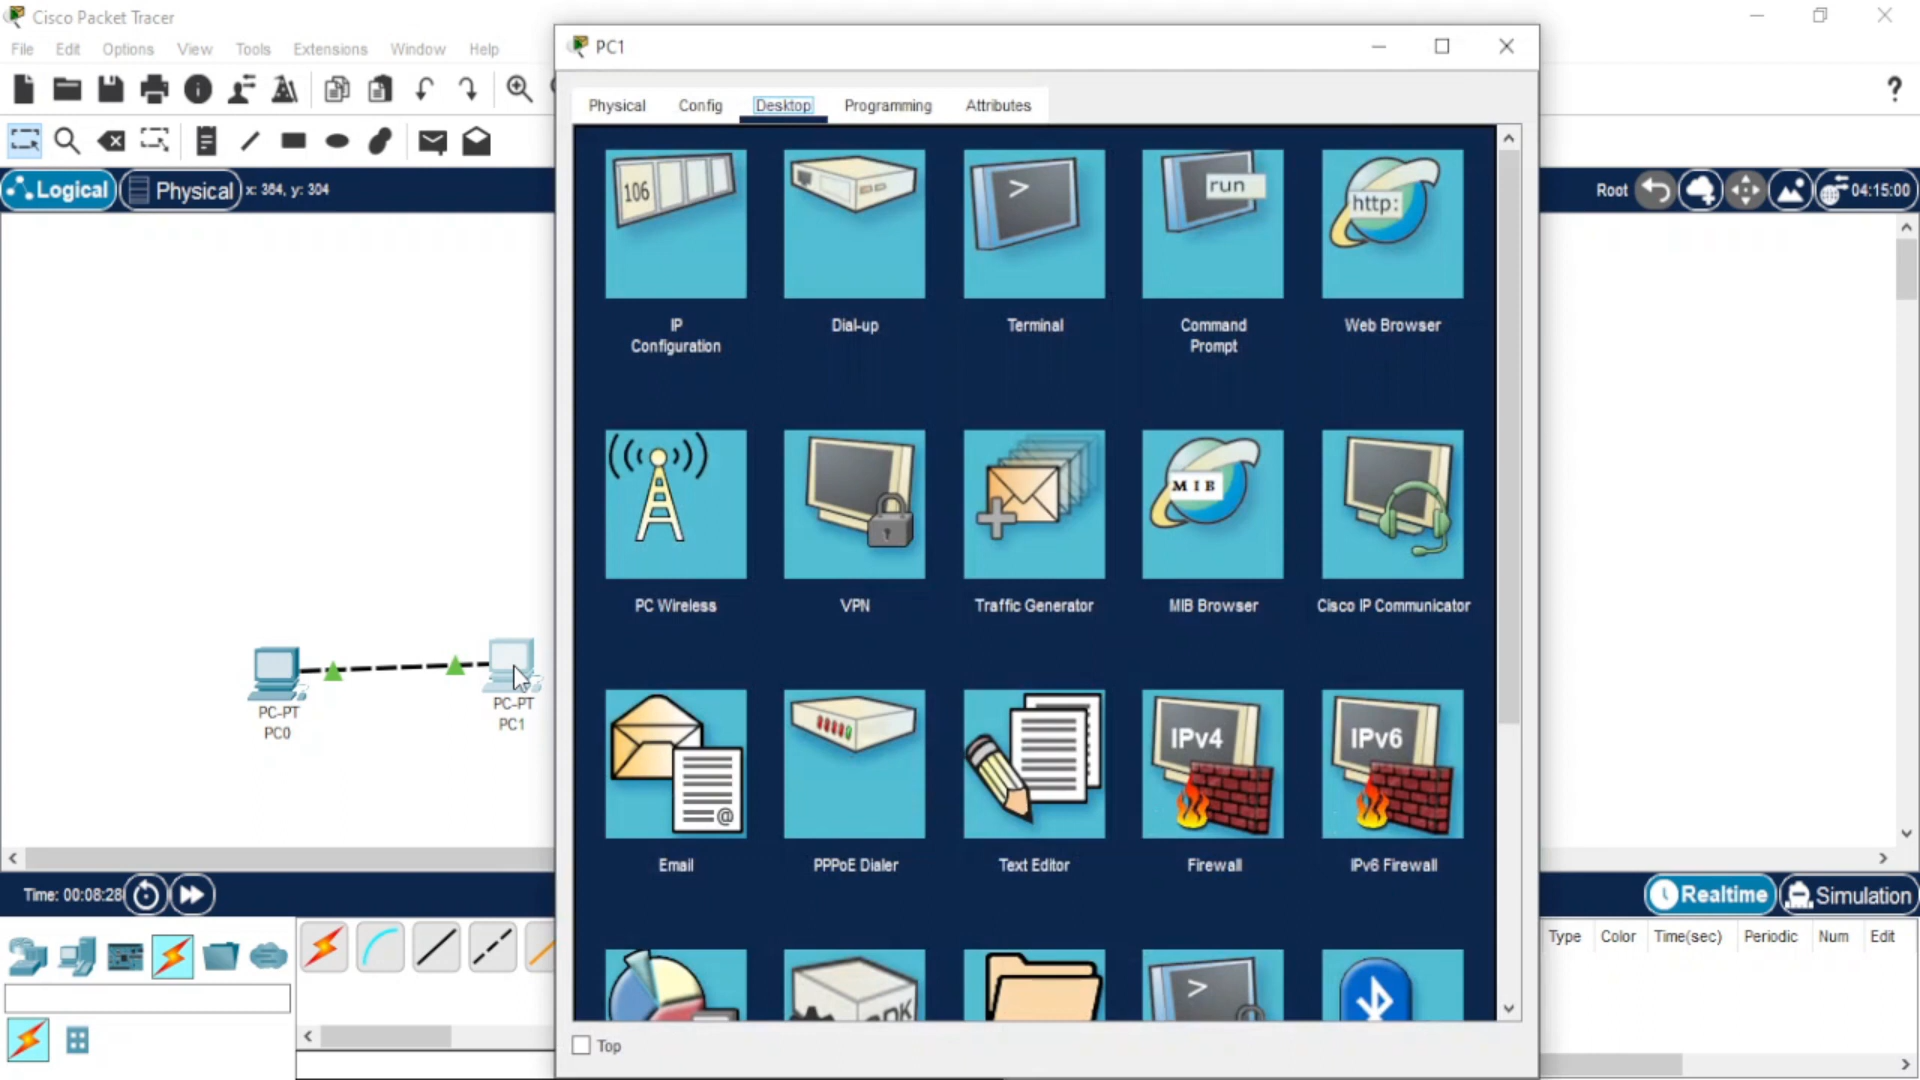 Cisco Packet Tracer
File Edit Options View Tools Extensions Window Help
PC1
Physical Config Desktop Programming Attributes
Logical Physical x: 364, y: 304
Root 04:15:00
106
>
run
http:
IP
Configuration
Dial-up
Terminal
Command
Prompt
Web Browser
MIB
PC Wireless
VPN
Traffic Generator
MIB Browser
Cisco IP Communicator
PC-PT
PC0
PC-PT
PC1
@
IPv4
IPv6
Email
PPPoE Dialer
Text Editor
Firewall
IPv6 Firewall
Time: 00:08:28
Realtime Simulation
Type Color Time(sec) Periodic Num Edit
>
Top